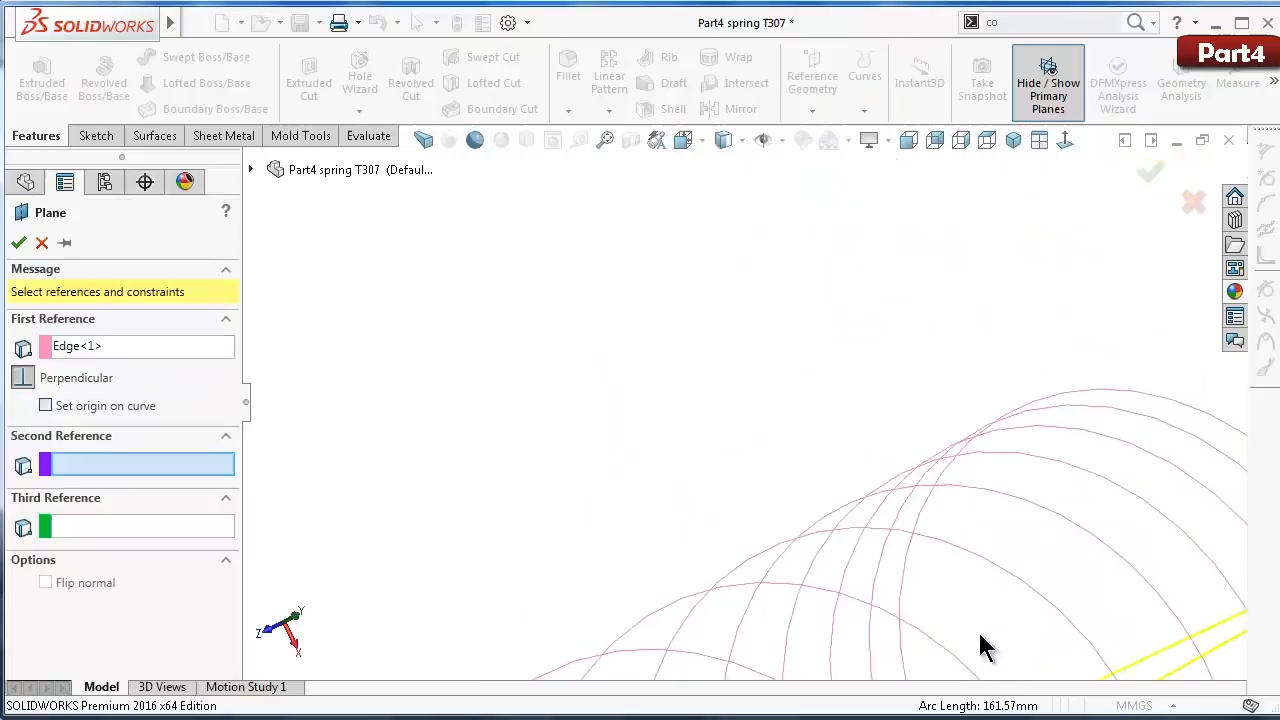 SOLIDWORKS
Part4 spring T307 *
co
Part4
Extruded Boss/Base
Revolved Boss/Base
Swept Boss/Base
Lofted Boss/Base
Boundary Boss/Base
Extruded Cut
Hole Wizard
Revolved Cut
Swept Cut
Lofted Cut
Boundary Cut
Fillet
Linear Pattern
Rib
Draft
Shell
Wrap
Intersect
Mirror
Reference Geometry
Curves
Instant3D
Take Snapshot
Hide / Show Primary Planes
DFMXpress Analysis Wizard
Geometry Analysis
Measure
Features
Sketch
Surfaces
Sheet Metal
Mold Tools
Evaluate
Part4 spring T307 (Defaul...
Plane
?
Message
Select references and constraints
First Reference
Edge<1>
Perpendicular
Set origin on curve
Second Reference
Third Reference
Options
Flip normal
Y
Z
X
Model
3D Views
Motion Study 1
SOLIDWORKS Premium 2016 x64 Edition
Arc Length: 161.57mm
MMGS